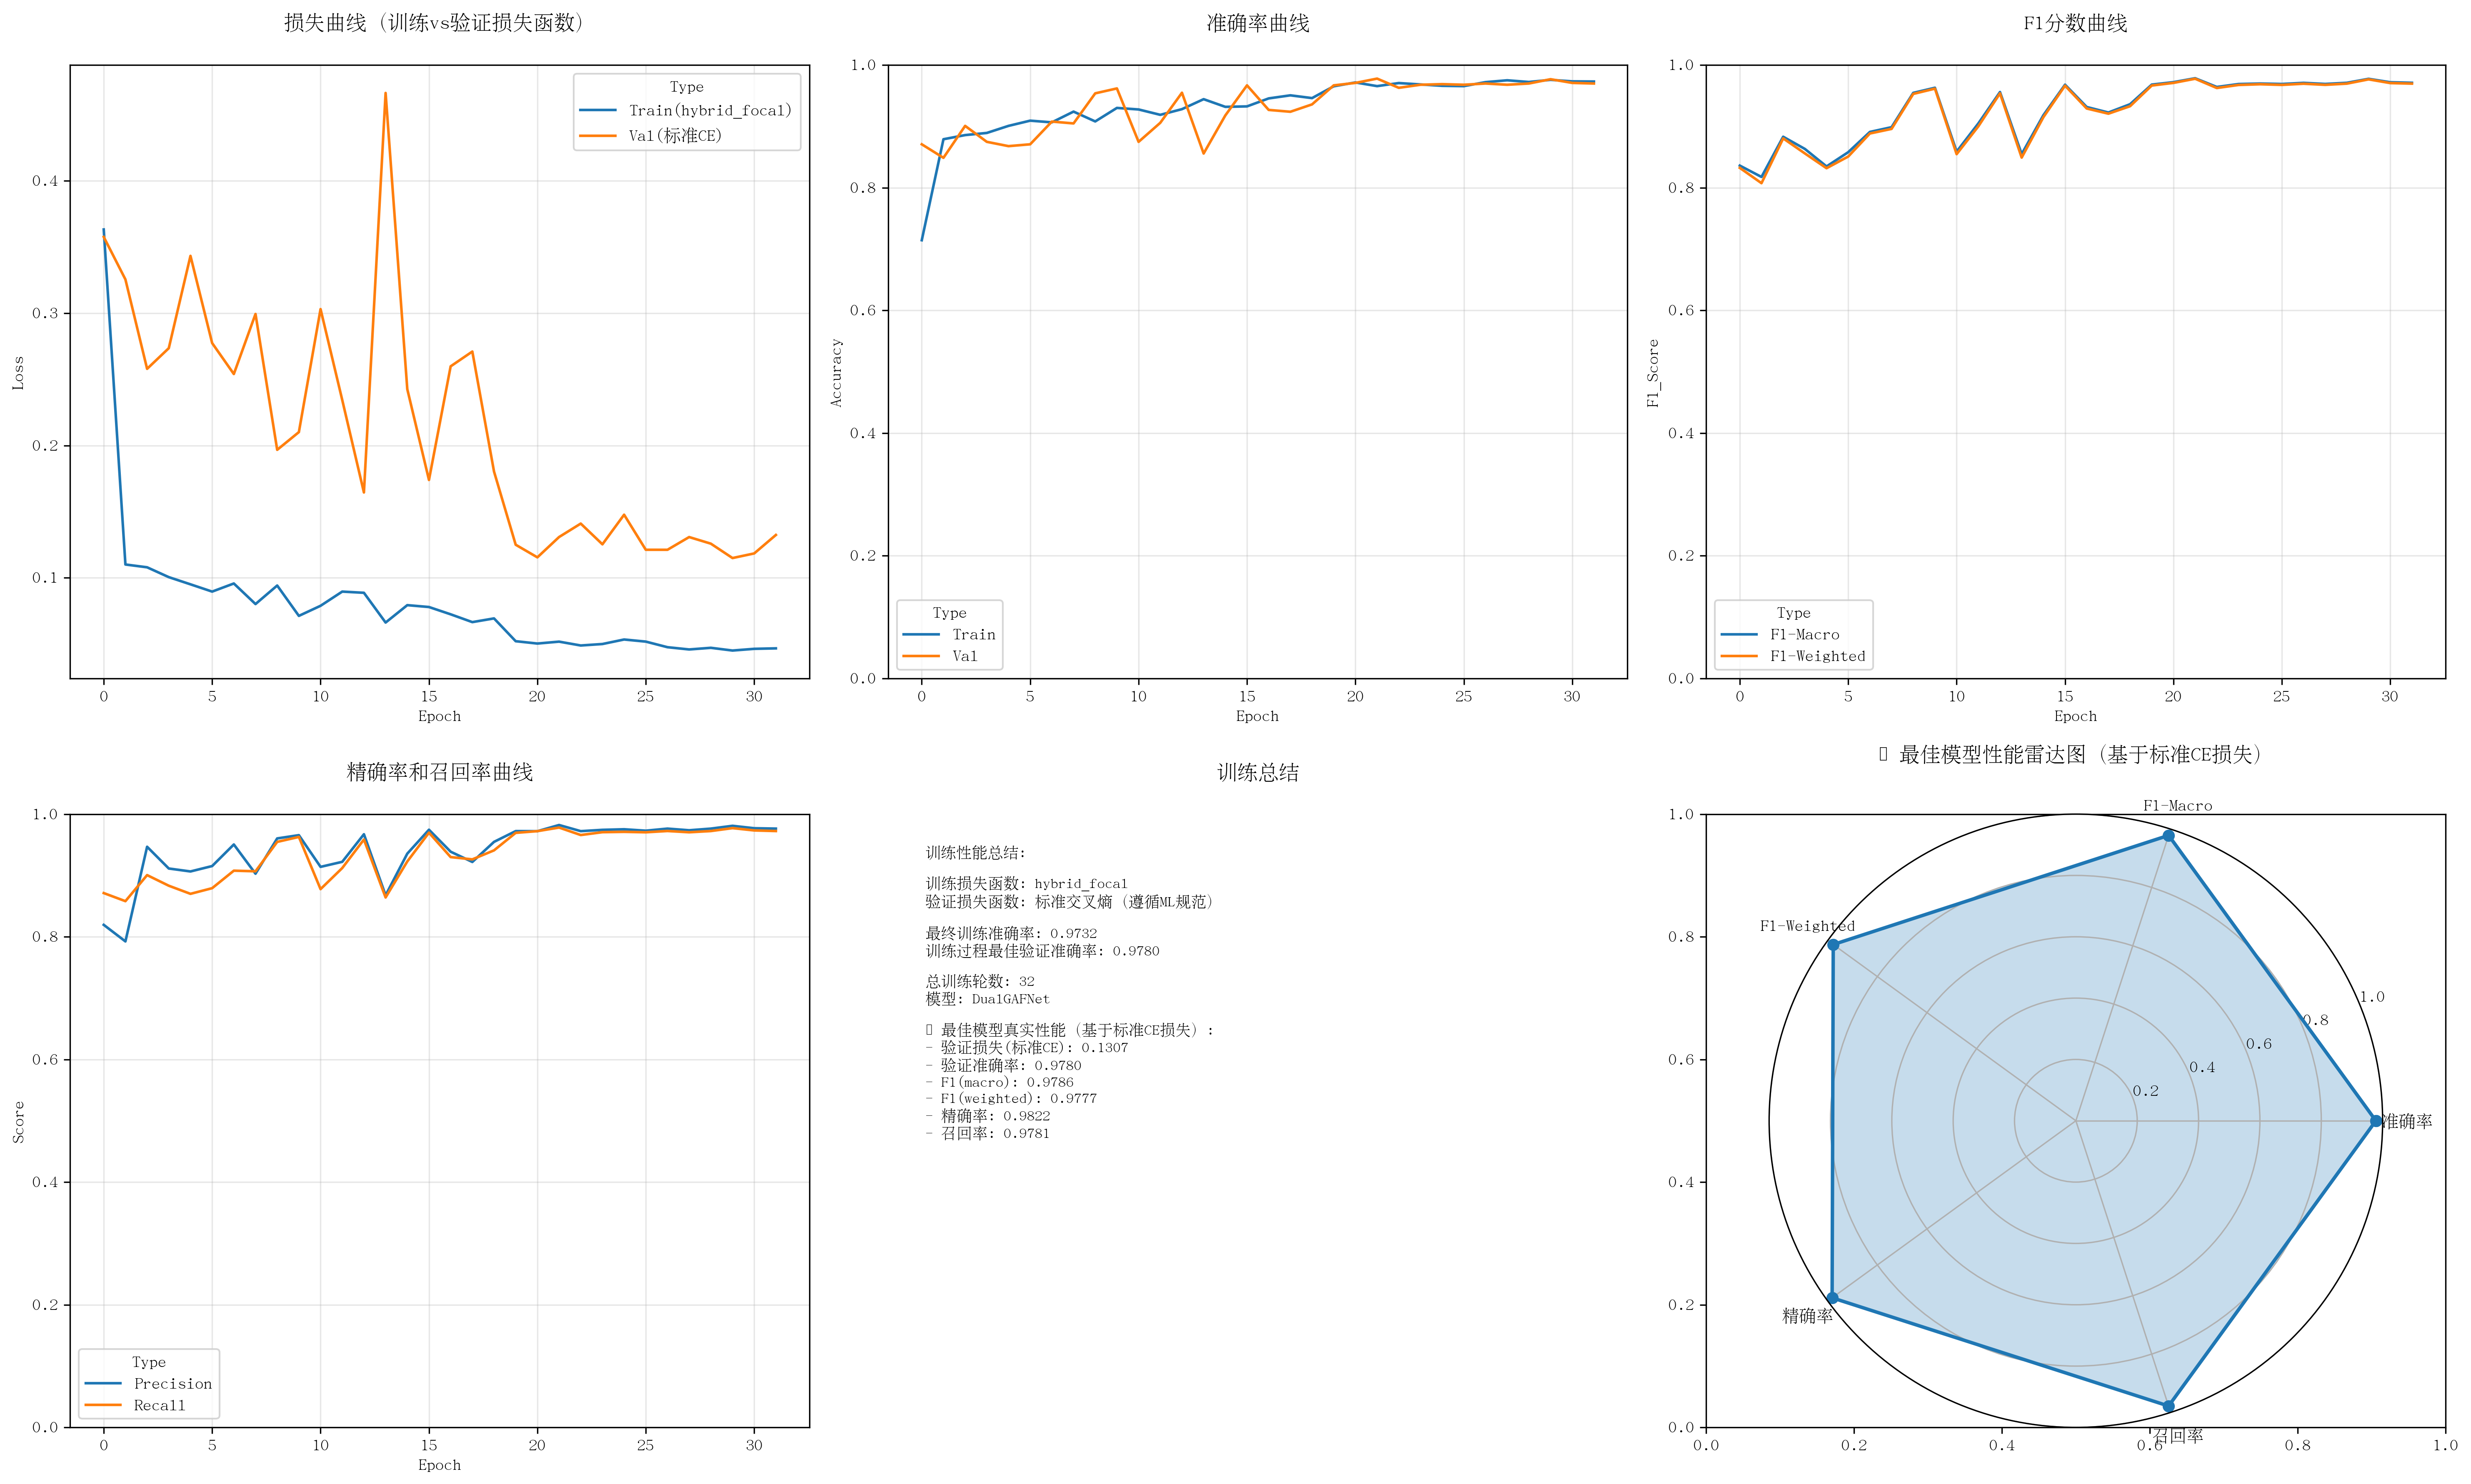 损失曲线 (训练vs验证损失函数)
Type
Train(hybrid_focal)
Val(标准CE)
0.4
0.3
0.2
0.1
Loss
0 5 10 15 20 25 30
Epoch
准确率曲线
1.0
0.8
0.6
0.4
0.2
0.0
Accuracy
Type
Train
Val
0 5 10 15 20 25 30
Epoch
F1分数曲线
1.0
0.8
0.6
0.4
0.2
0.0
F1_Score
Type
F1-Macro
F1-Weighted
0 5 10 15 20 25 30
Epoch
精确率和召回率曲线
1.0
0.8
0.6
0.4
0.2
0.0
Score
Type
Precision
Recall
0 5 10 15 20 25 30
Epoch
训练总结
训练性能总结:
训练损失函数: hybrid_focal
验证损失函数: 标准交叉熵 (遵循ML规范)
最终训练准确率: 0.9732
训练过程最佳验证准确率: 0.9780
总训练轮数: 32
模型: DualGAFNet
▯ 最佳模型真实性能 (基于标准CE损失):
- 验证损失(标准CE): 0.1307
- 验证准确率: 0.9780
- F1(macro): 0.9786
- F1(weighted): 0.9777
- 精确率: 0.9822
- 召回率: 0.9781
▯ 最佳模型性能雷达图 (基于标准CE损失)
1.0
0.8
0.6
0.4
0.2
0.0
F1-Macro
F1-Weighted
准确率
精确率
召回率
1.0
0.8
0.6
0.4
0.2
0.0 0.2 0.4 0.6 0.8 1.0